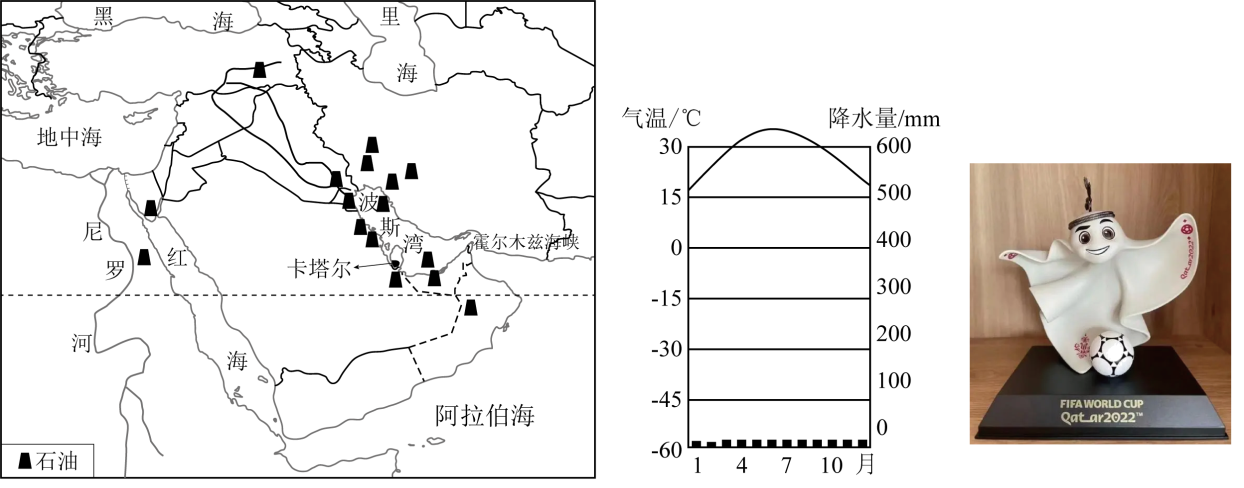 黑海
里海
地中海
波斯湾
霍尔木兹海峡
卡塔尔
尼罗河
红海
阿拉伯海
石油
气温/℃
降水量/mm
30
15
0
-15
-30
-45
-60
600
500
400
300
200
100
0
1 4 7 10 月
Qatar2022
FIFA WORLD CUP
Qatar2022™